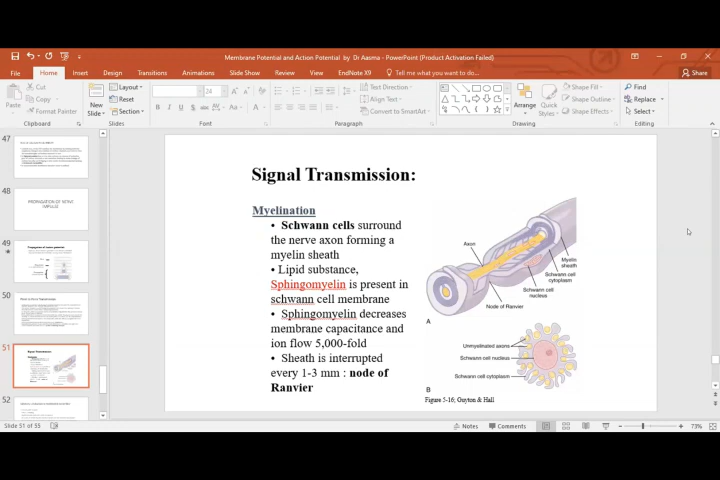 Membrane Potential and Action Potential by Dr Aasma - PowerPoint (Product Activation Failed)
File Home Insert Design Transitions Animations Slide Show Review View EndNote X9 Tell me what you want to do... Share
Cut
Copy
Format Painter
Paste
Clipboard
New
Slides
Layout
Reset
Section
Slides
24
B I U S
Font
Text Direction
Align Text
Convert to SmartArt
Paragraph
Arrange
Quick
Styles
Shape Fill
Shape Outline
Shape Effects
Drawing
Find
Replace
Select
Editing
47
48
PROPAGATION OF NERVE
IMPULSE
49
50
51
52
Signal Transmission:
Myelination
• Schwann cells surround
the nerve axon forming a
myelin sheath
• Lipid substance,
Sphingomyelin is present in
schwann cell membrane
• Sphingomyelin decreases
membrane capacitance and
ion flow 5,000-fold
• Sheath is interrupted
every 1-3 mm : node of
Ranvier
Axon
Myelin
sheath
Schwann cell
cytoplasm
Schwann cell
nucleus
Node of Ranvier
A
Unmyelinated axons
Schwann cell nucleus
Schwann cell cytoplasm
B
Figure 5-16; Guyton & Hall
Slide 51 of 55
Notes
Comments
73%